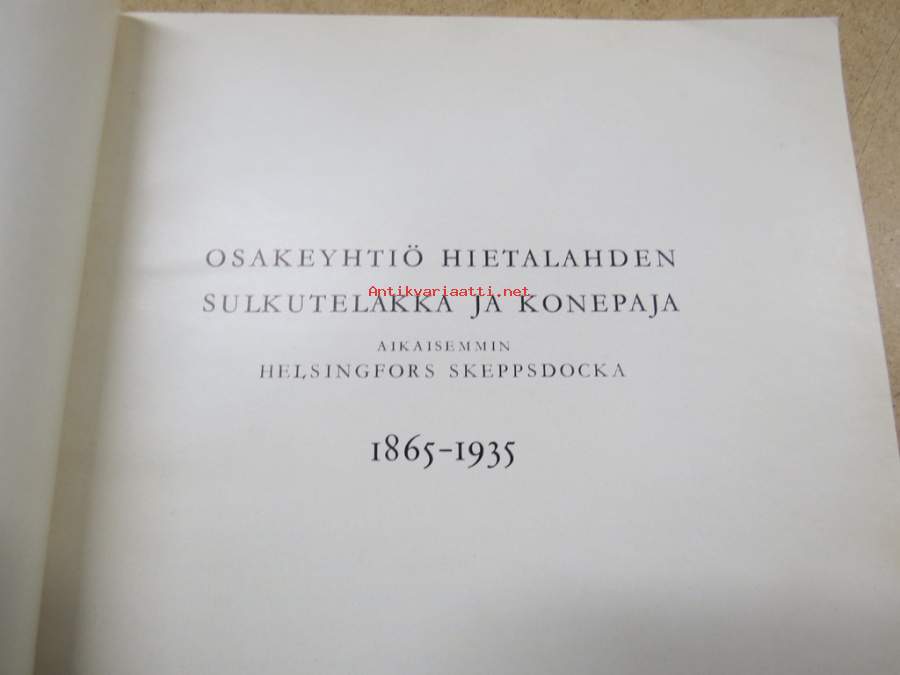 OSAKEYHTIÖ HIETALAHDEN
Antikvariaatti.net
SULKUTELAKKA JA KONEPAJA
AIKAISEMMIN
HELSINGFORS SKEPPSDOCKA
1865-1935